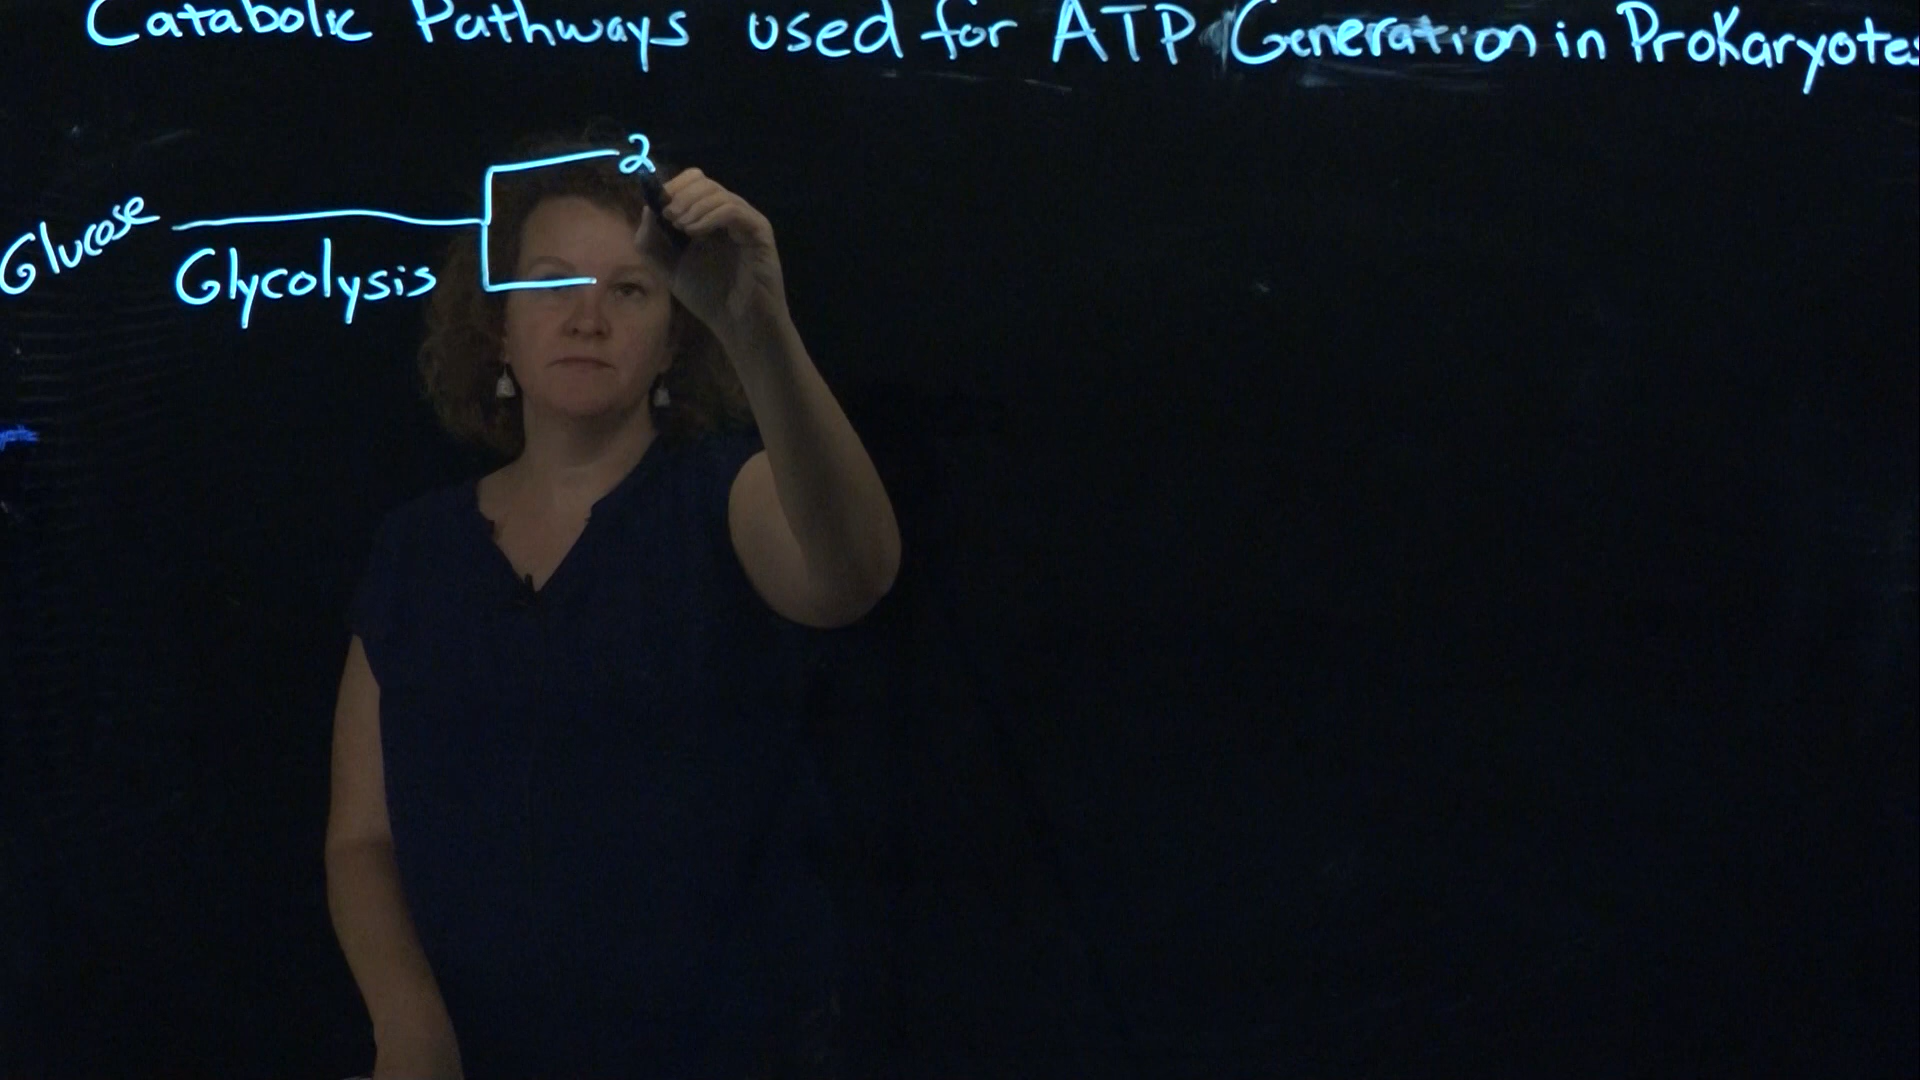 Catabolic Pathways used for ATP Generation in Prokaryotes
2
Glucose
Glycolysis